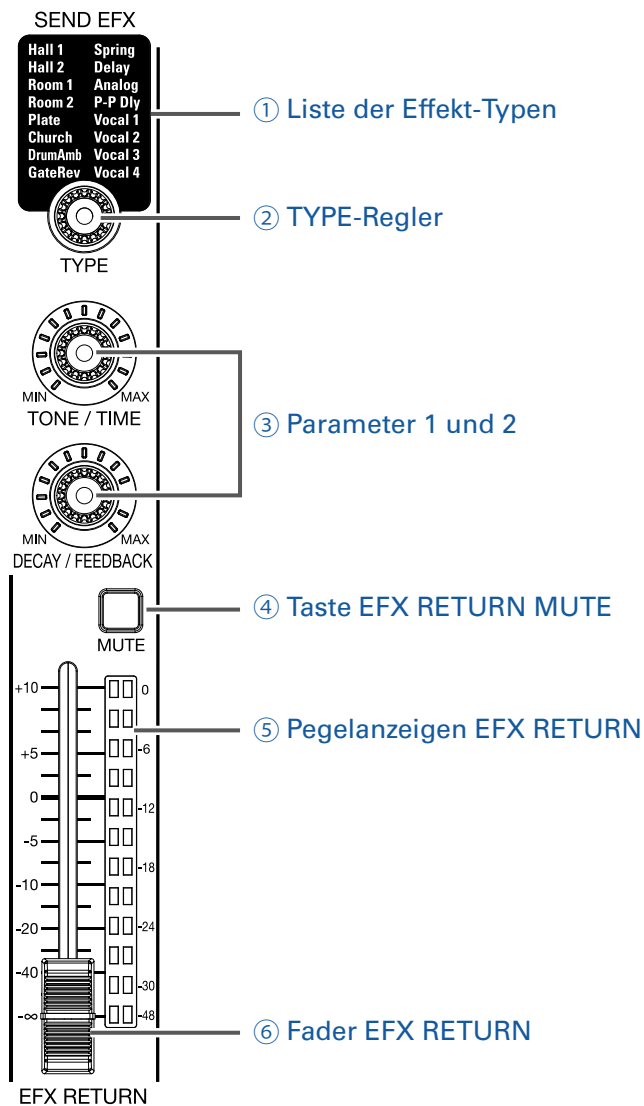 SEND EFX
Hall 1 Spring
Hall 2 Delay
Room 1 Analog
Room 2 P-P Dly
Plate Vocal 1
Church Vocal 2
DrumAmb Vocal 3
GateRev Vocal 4
① Liste der Effekt-Typen
② TYPE-Regler
TYPE
MIN MAX
TONE / TIME
③ Parameter 1 und 2
MIN MAX
DECAY / FEEDBACK
④ Taste EFX RETURN MUTE
MUTE
+10 0
⑤ Pegelanzeigen EFX RETURN
+5 -6
0 -12
-5 -18
-10
-20 -24
-40 -30
-∞ -48
⑥ Fader EFX RETURN
EFX RETURN